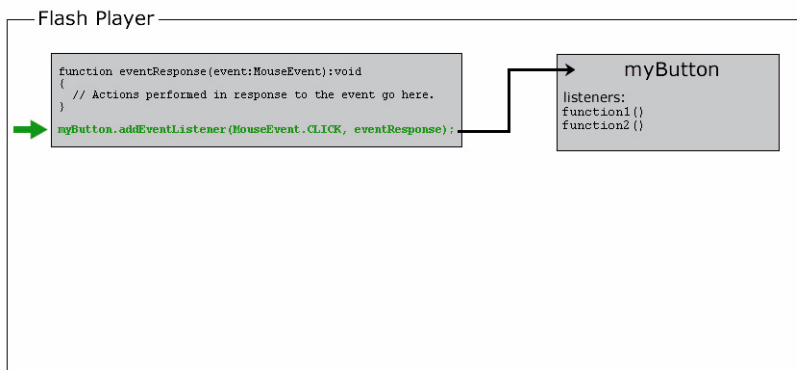 Flash Player
function eventResponse(event:MouseEvent):void
{
// Actions performed in response to the event go here.
}
myButton.addEventListener(MouseEvent.CLICK, eventResponse);
myButton
listeners:
function1()
function2()